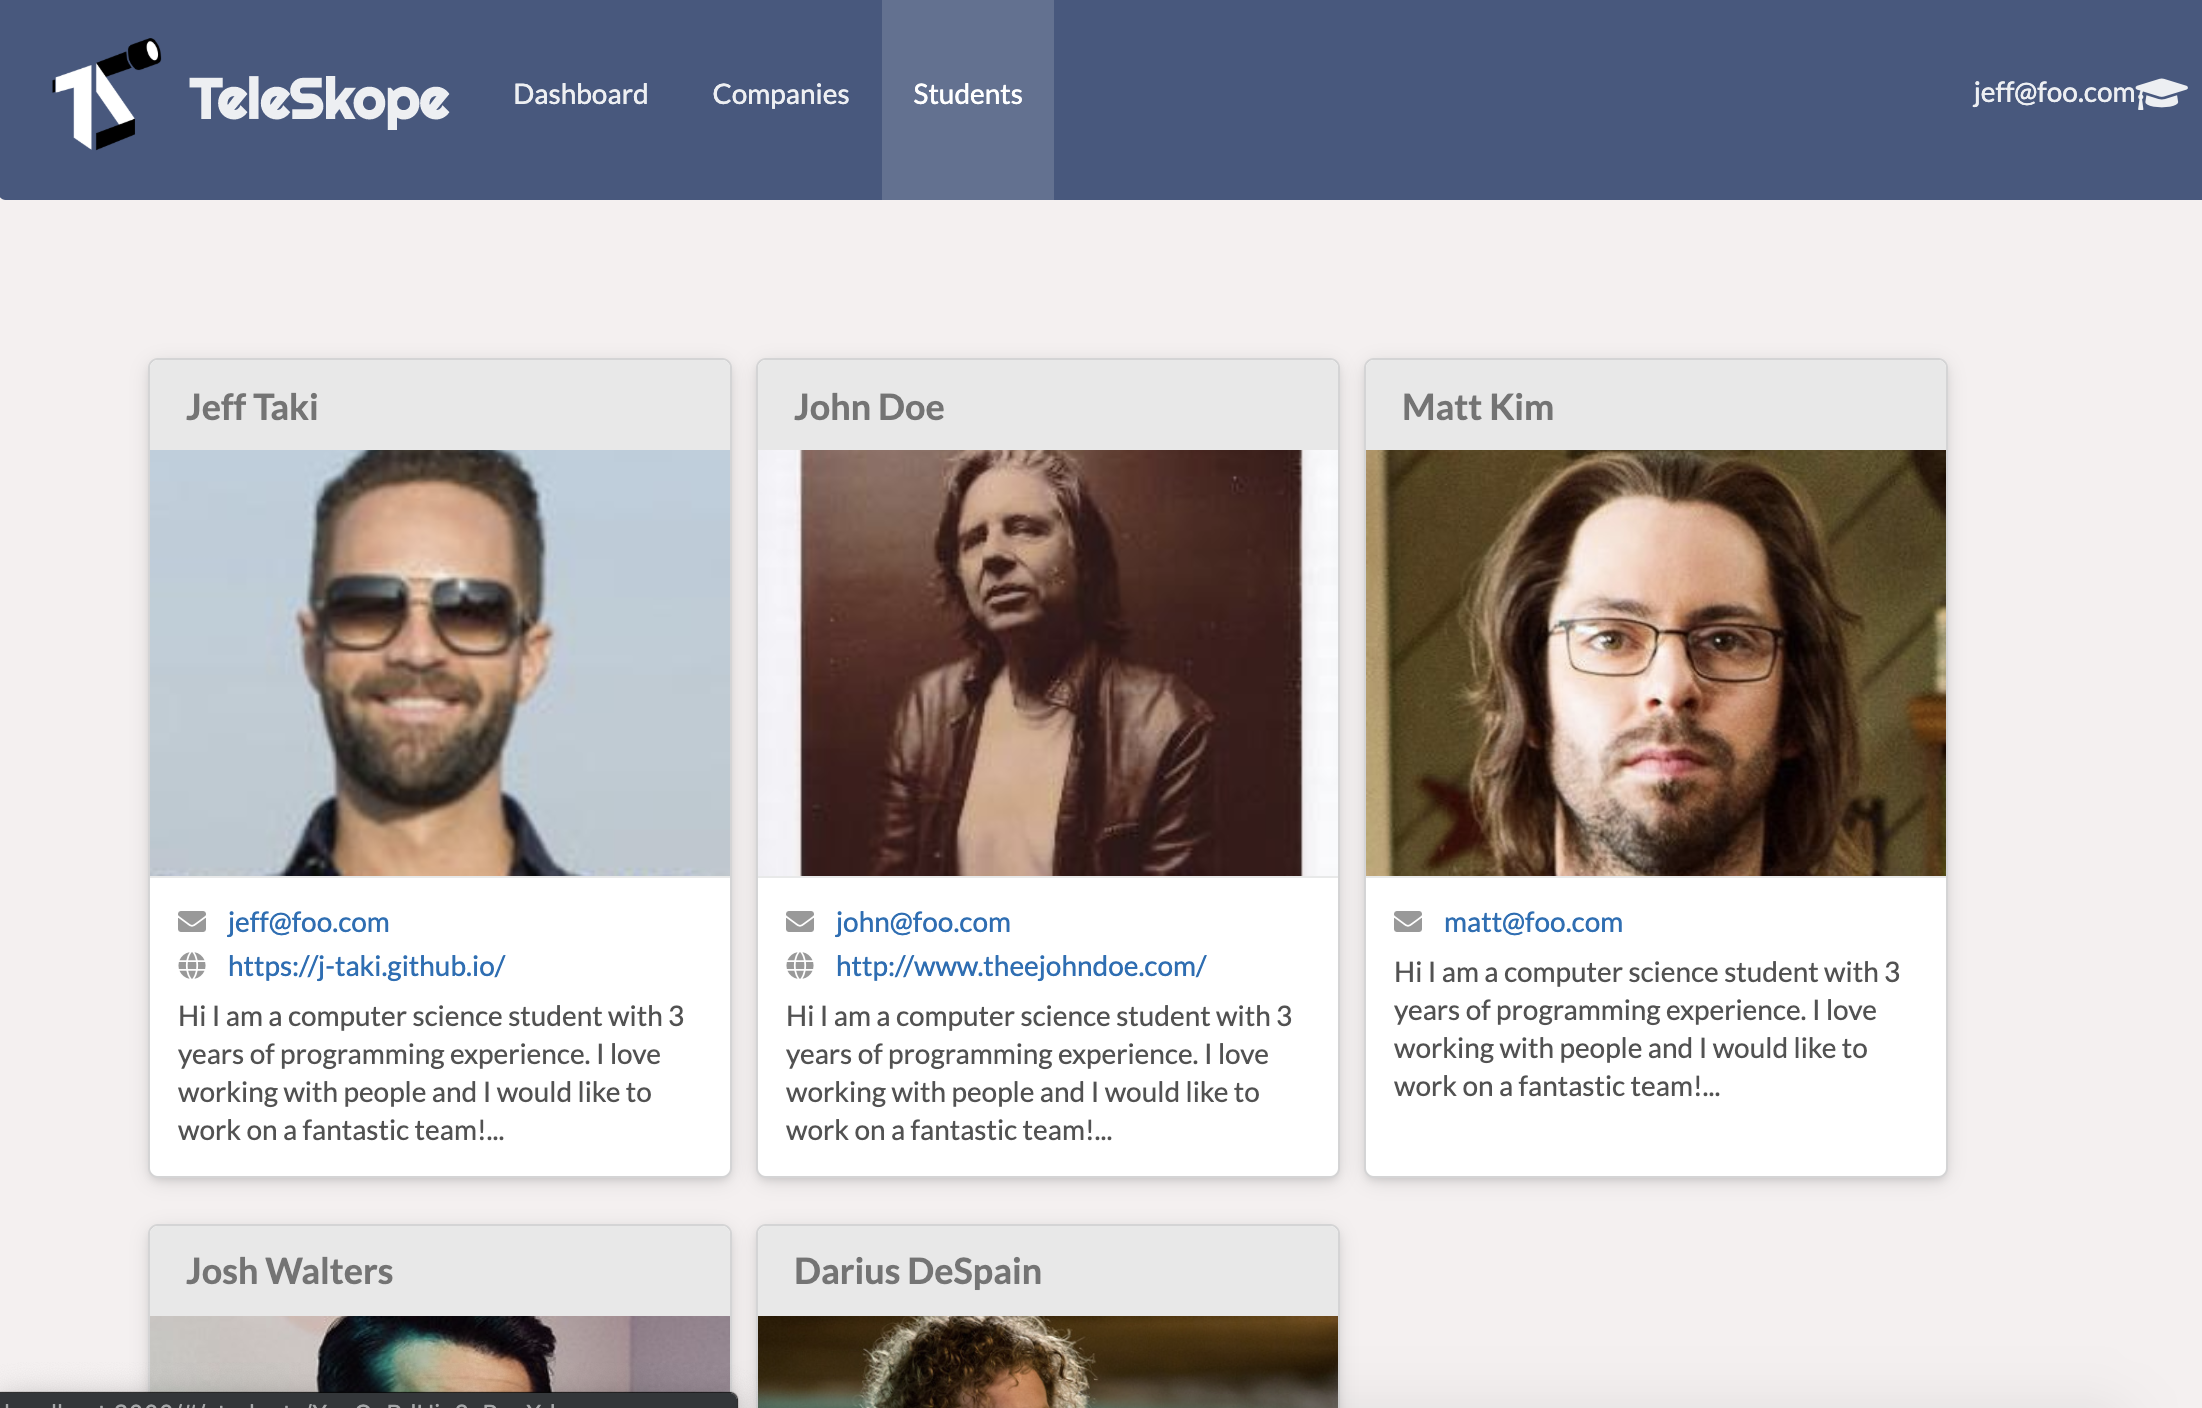 TeleSkope
Dashboard
Companies
Students
jeff@foo.com
Jeff Taki
John Doe
Matt Kim
jeff@foo.com
https://j-taki.github.io/
Hi I am a computer science student with 3
years of programming experience. I love
working with people and I would like to
work on a fantastic team!...
john@foo.com
http://www.theejohndoe.com/
Hi I am a computer science student with 3
years of programming experience. I love
working with people and I would like to
work on a fantastic team!...
matt@foo.com
Hi I am a computer science student with 3
years of programming experience. I love
working with people and I would like to
work on a fantastic team!...
Josh Walters
Darius DeSpain